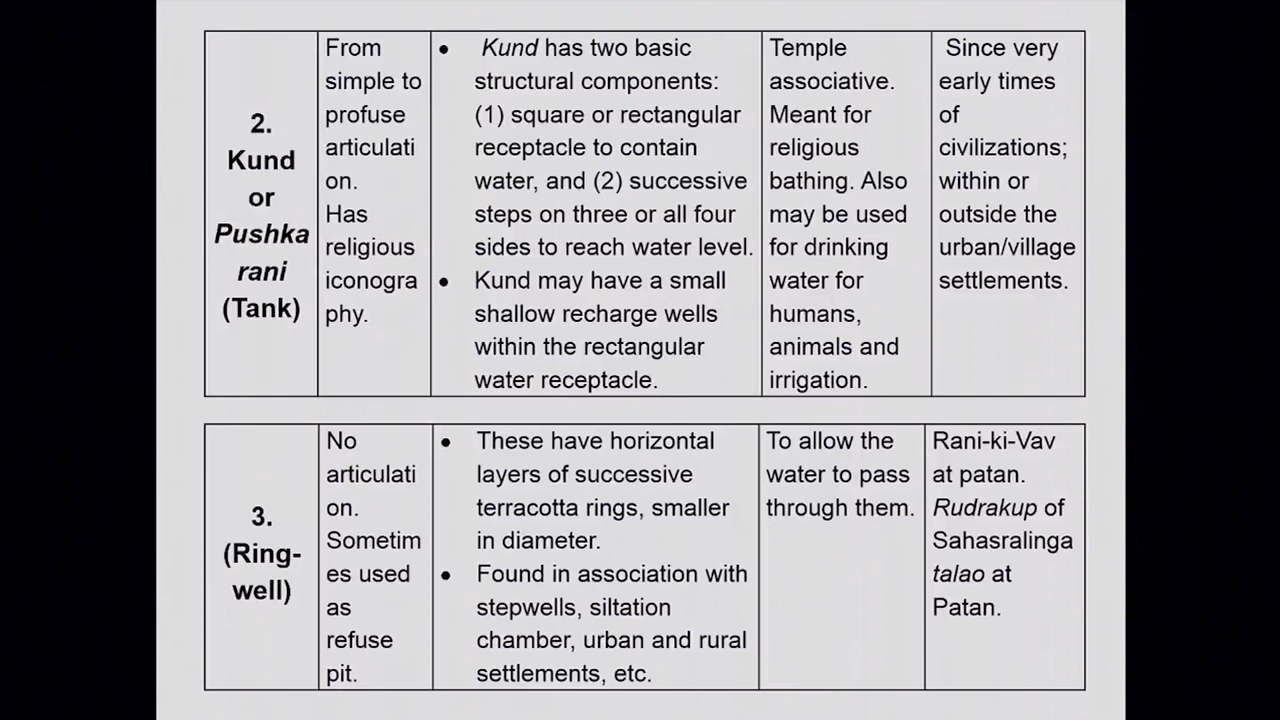 2.
Kund
or
Pushka
rani
(Tank)
From
simple to
profuse
articulati
on.
Has
religious
iconogra
phy.
• Kund has two basic
structural components:
(1) square or rectangular
receptacle to contain
water, and (2) successive
steps on three or all four
sides to reach water level.
• Kund may have a small
shallow recharge wells
within the rectangular
water receptacle.
Temple
associative.
Meant for
religious
bathing. Also
may be used
for drinking
water for
humans,
animals and
irrigation.
Since very
early times
of
civilizations;
within or
outside the
urban/village
settlements.
3.
(Ring-
well)
No
articulati
on.
Sometim
es used
as
refuse
pit.
• These have horizontal
layers of successive
terracotta rings, smaller
in diameter.
• Found in association with
stepwells, siltation
chamber, urban and rural
settlements, etc.
To allow the
water to pass
through them.
Rani-ki-Vav
at patan.
Rudrakup of
Sahasralinga
talao at
Patan.